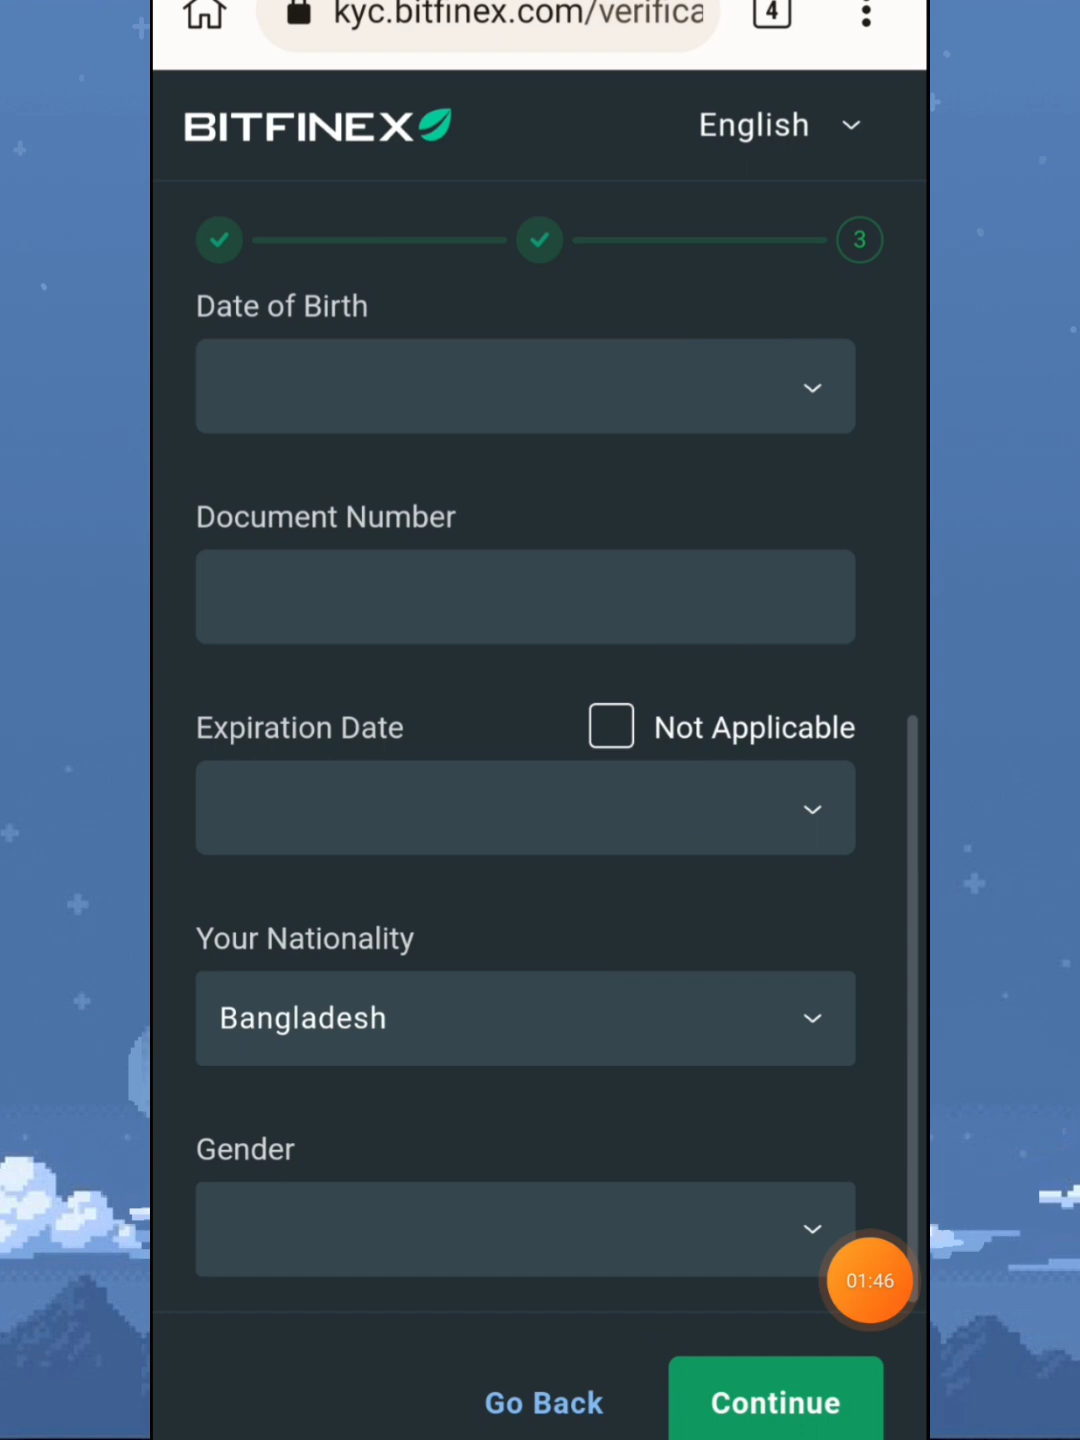 kyc.bitfinex.com/verifica
4
BITFINEX
English
3
Date of Birth
Document Number
Expiration Date
Not Applicable
Your Nationality
Bangladesh
Gender
01:46
Go Back
Continue